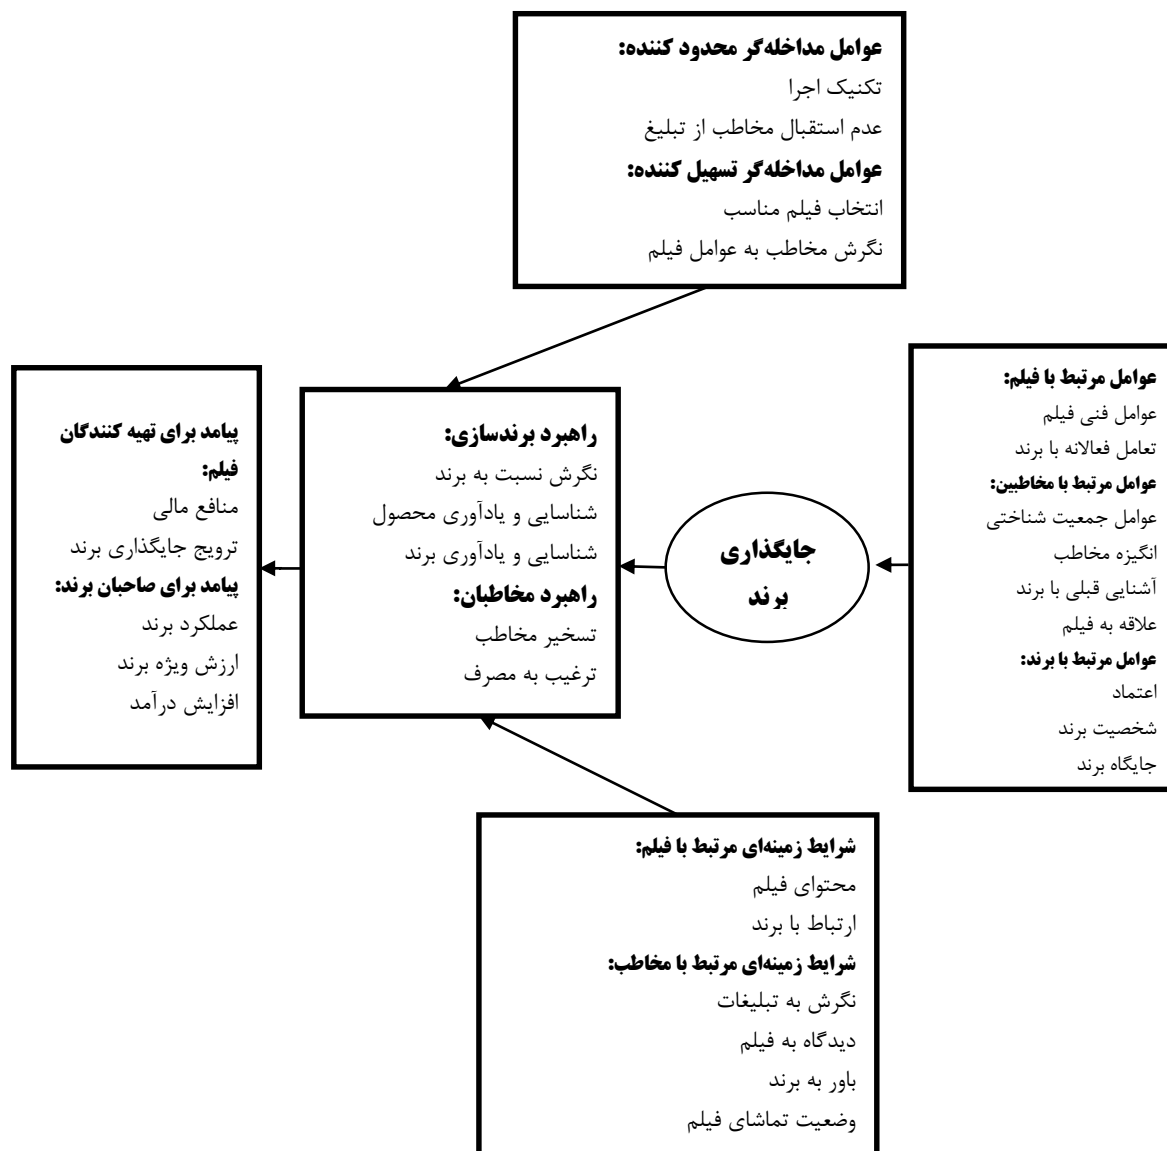 عوامل مداخله‌گر محدود کننده:
تکنیک اجرا
عدم استقبال مخاطب از تبلیغ
عوامل مداخله‌گر تسهیل کننده:
انتخاب فیلم مناسب
نگرش مخاطب به عوامل فیلم
عوامل مرتبط با فیلم:
عوامل فنی فیلم
تعامل فعالانه با برند
عوامل مرتبط با مخاطبین:
عوامل جمعیت شناختی
انگیزه مخاطب
آشنایی قبلی با برند
علاقه به فیلم
عوامل مرتبط با برند:
اعتماد
شخصیت برند
جایگاه برند
جایگذاری
برند
راهبرد برندسازی:
نگرش نسبت به برند
شناسایی و یادآوری محصول
شناسایی و یادآوری برند
راهبرد مخاطبان:
تسخیر مخاطب
ترغیب به مصرف
پیامد برای تهیه کنندگان
فیلم:
منافع مالی
ترویج جایگذاری برند
پیامد برای صاحبان برند:
عملکرد برند
ارزش ویژه برند
افزایش درآمد
شرایط زمینه‌ای مرتبط با فیلم:
محتوای فیلم
ارتباط با برند
شرایط زمینه‌ای مرتبط با مخاطب:
نگرش به تبلیغات
دیدگاه به فیلم
باور به برند
وضعیت تماشای فیلم